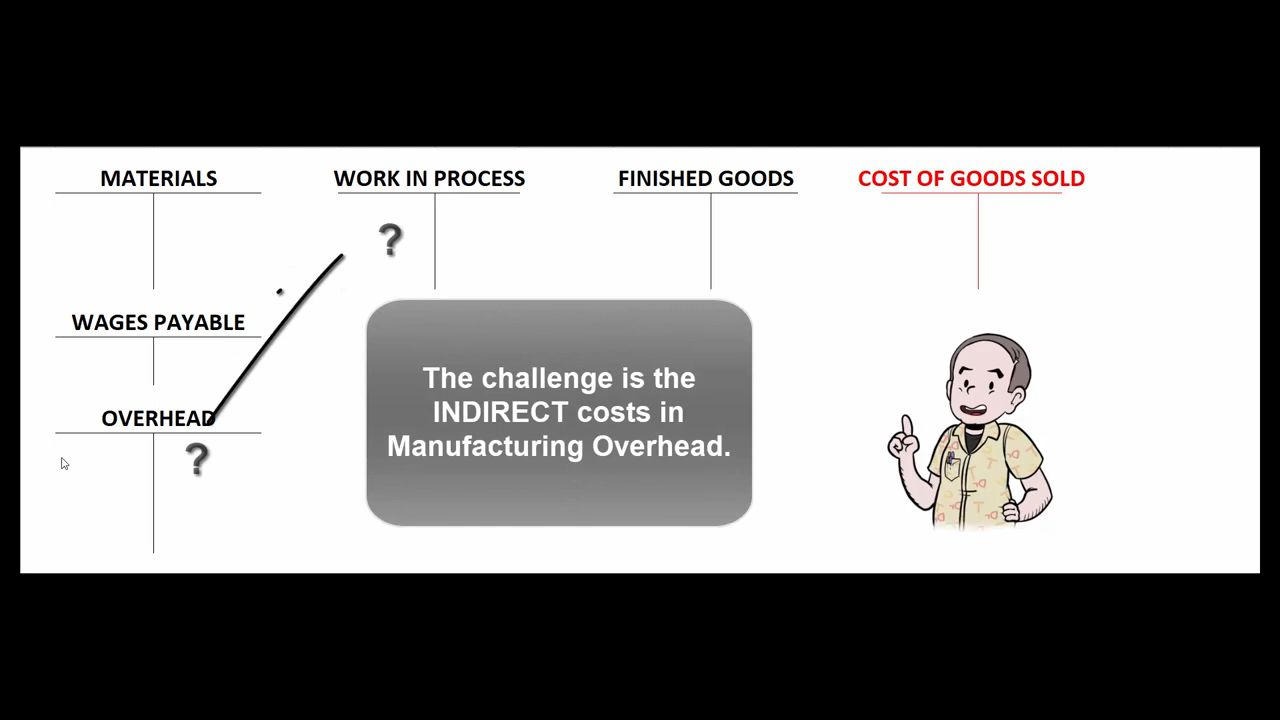 MATERIALS
WORK IN PROCESS
FINISHED GOODS
COST OF GOODS SOLD
?
WAGES PAYABLE
OVERHEAD
?
The challenge is the
INDIRECT costs in
Manufacturing Overhead.